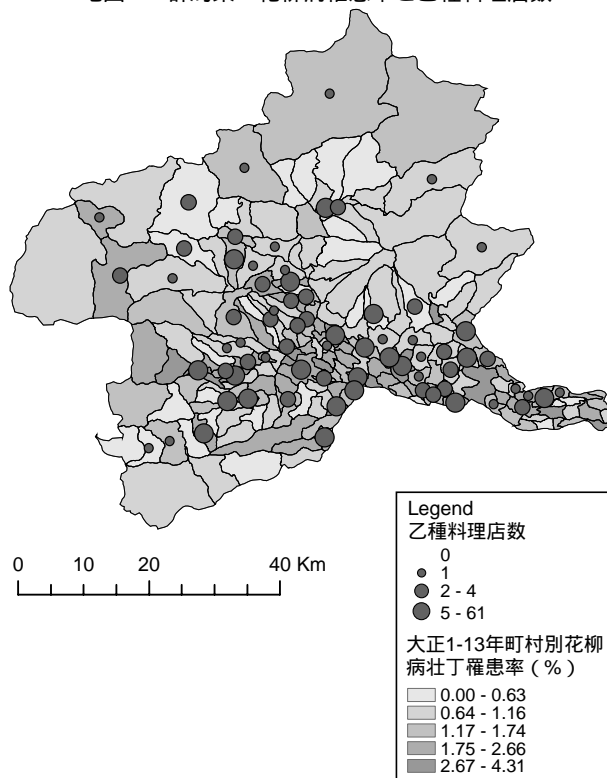 0 10 20 40 Km
Legend
乙種料理店数
0
1
2 - 4
5 - 61
大正1-13年町村別花柳
病壮丁罹患率(%)
0.00 - 0.63
0.64 - 1.16
1.17 - 1.74
1.75 - 2.66
2.67 - 4.31